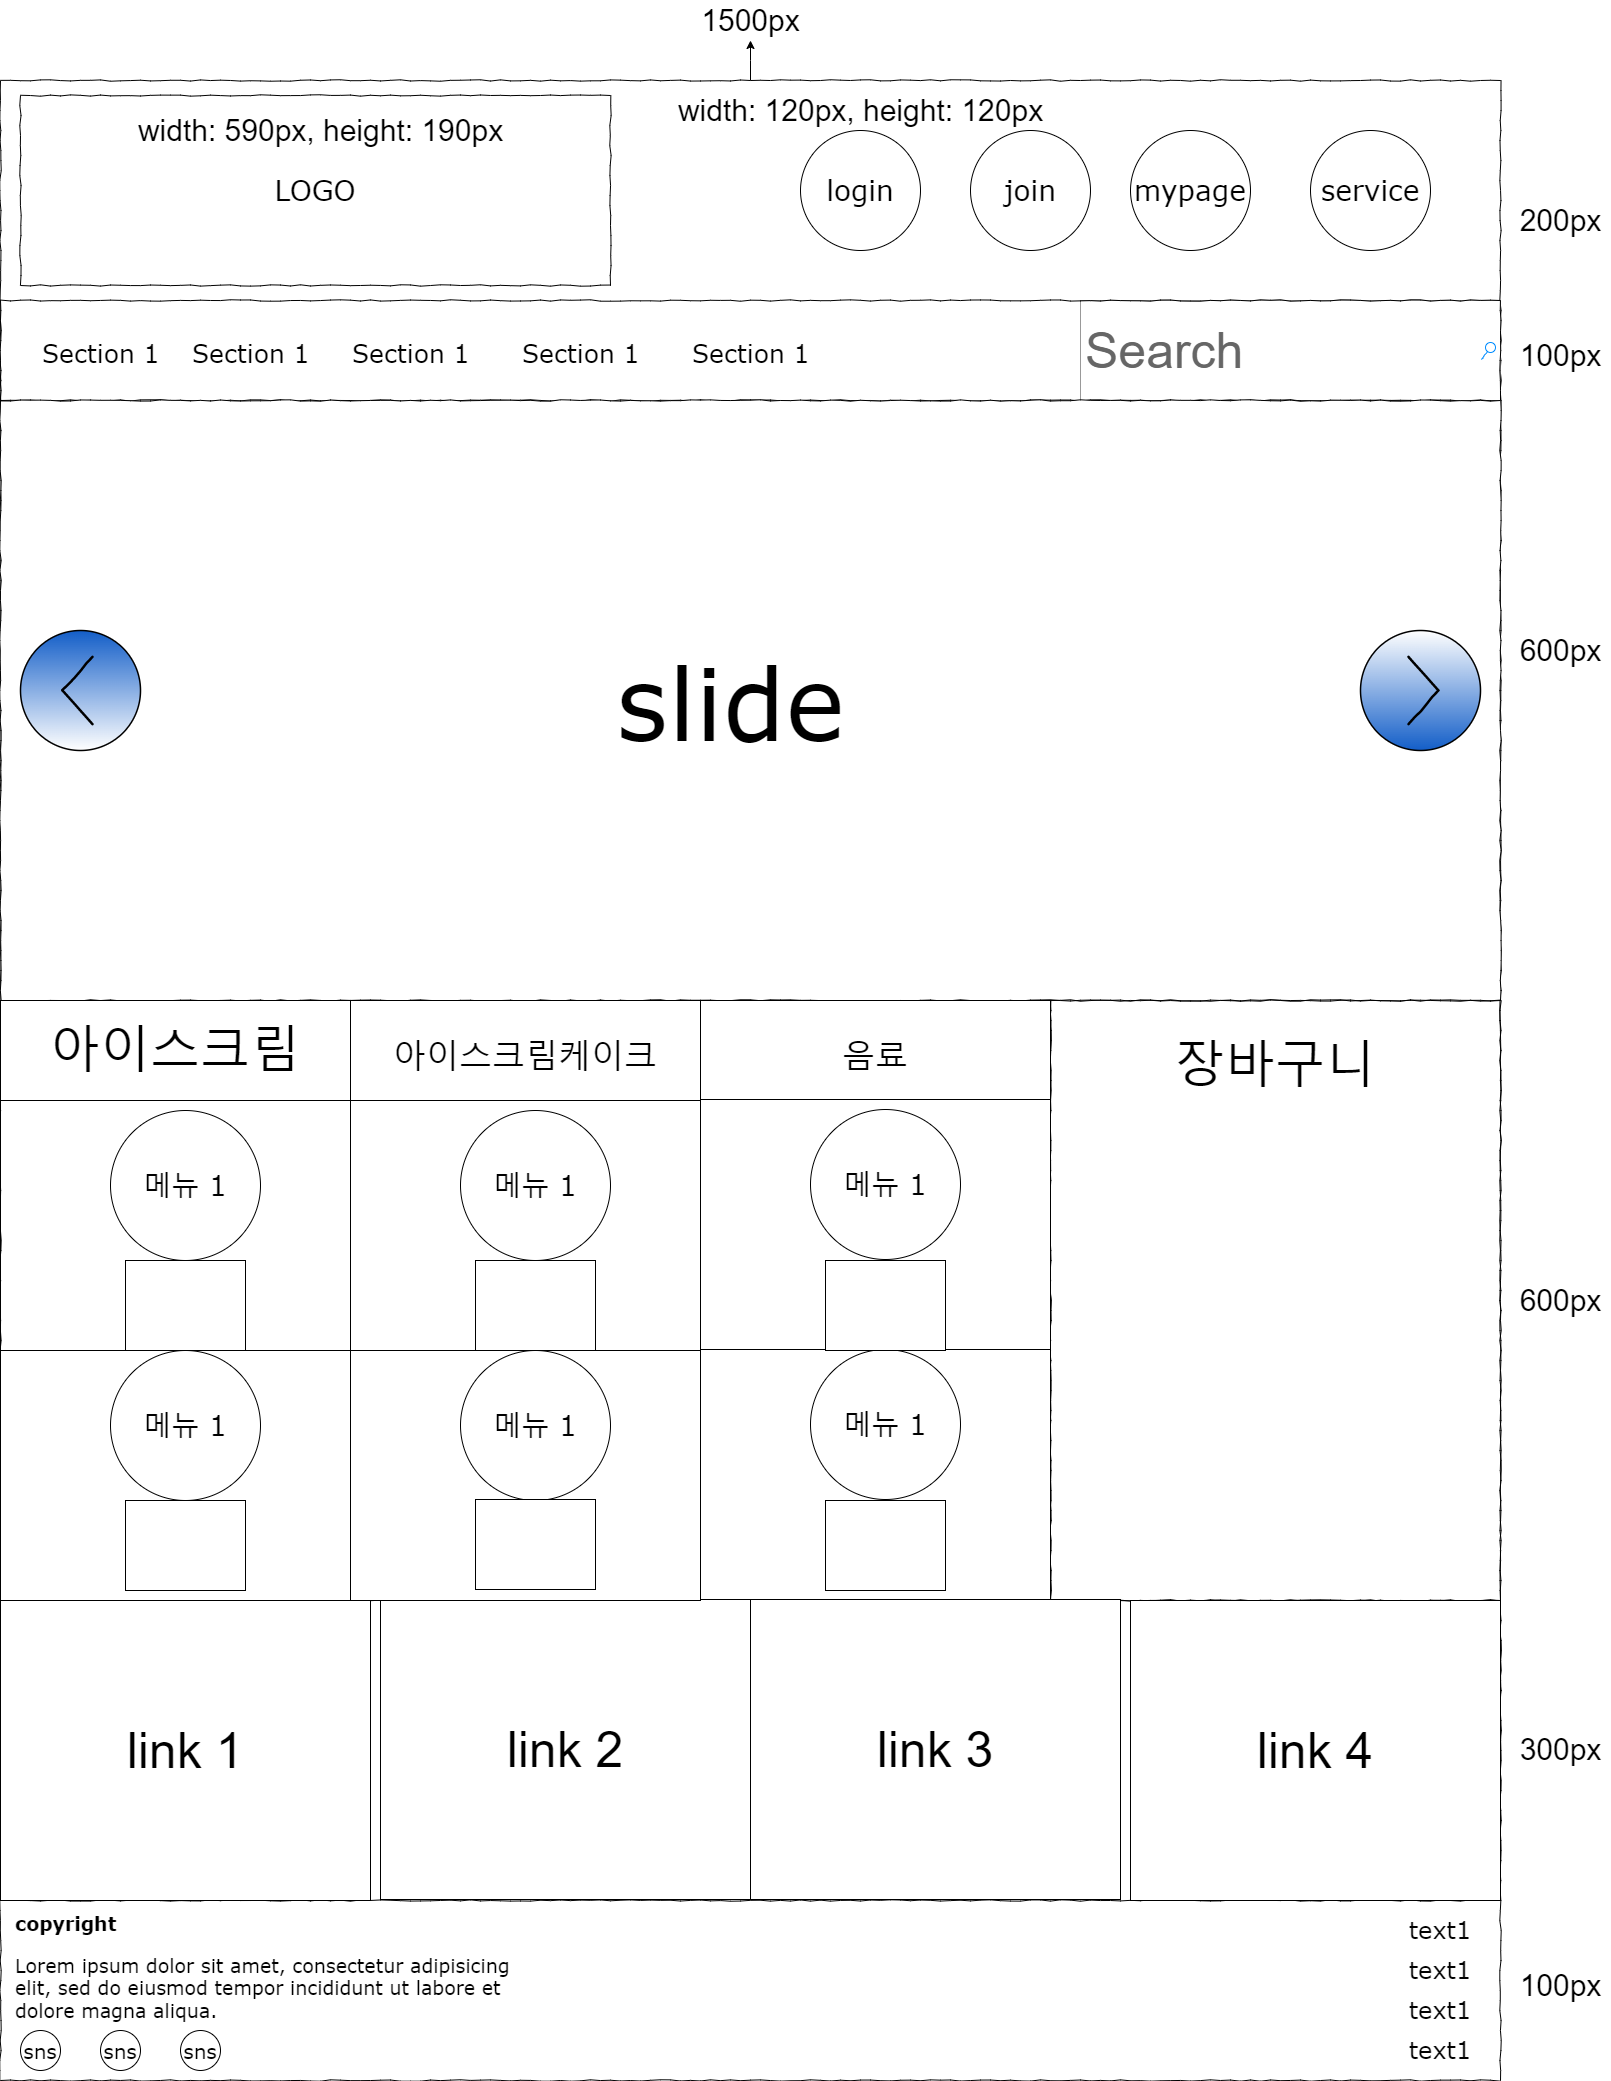 1500px
width: 590px, height: 190px
LOGO
width: 120px, height: 120px
login
join
mypage
service
200px
Section 1
Section 1
Section 1
Section 1
Section 1
Search
100px
slide
600px
아이스크림
아이스크림케이크
음료
장바구니
메뉴 1
메뉴 1
메뉴 1
600px
메뉴 1
메뉴 1
메뉴 1
link 1
link 2
link 3
link 4
300px
copyright
Lorem ipsum dolor sit amet, consectetur adipisicing
elit, sed do eiusmod tempor incididunt ut labore et
dolore magna aliqua.
sns
sns
sns
text1
text1
text1
text1
100px